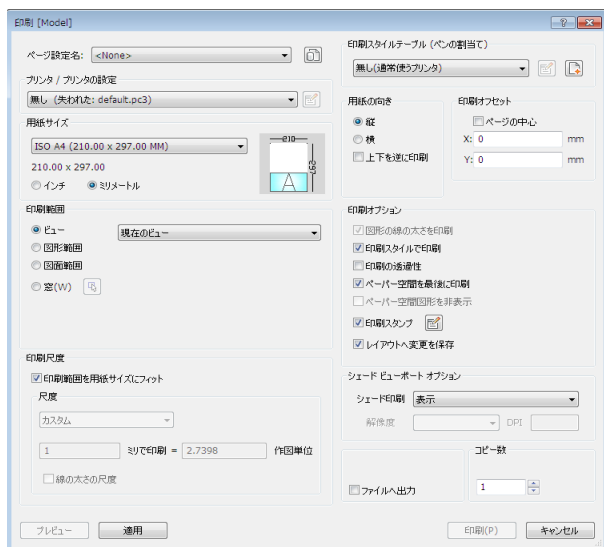 印刷 [Model]
ページ設定名: <None>
プリンタ / プリンタの設定
無し (失われた: default.pc3)
用紙サイズ
ISO A4 (210.00 x 297.00 MM)
210.00 x 297.00
インチ ミリメートル
210
297
A
印刷範囲
ビュー 現在のビュー
図形範囲
図面範囲
窓(W)
印刷尺度
印刷範囲を用紙サイズにフィット
尺度
カスタム
1 ミリで印刷 = 2.7398 作図単位
線の太さの尺度
プレビュー 適用
印刷スタイルテーブル (ペンの割当て)
無し(通常使うプリンタ)
用紙の向き
縦
横
上下を逆に印刷
印刷オフセット
ページの中心
X: 0 mm
Y: 0 mm
印刷オプション
図形の線の太さを印刷
印刷スタイルで印刷
印刷の透過性
ペーパー空間を最後に印刷
ペーパー空間図形を非表示
印刷スタンプ
レイアウトへ変更を保存
シェード ビューポート オプション
シェード印刷 表示
解像度 DPI
ファイルへ出力
コピー数
1
印刷(P) キャンセル